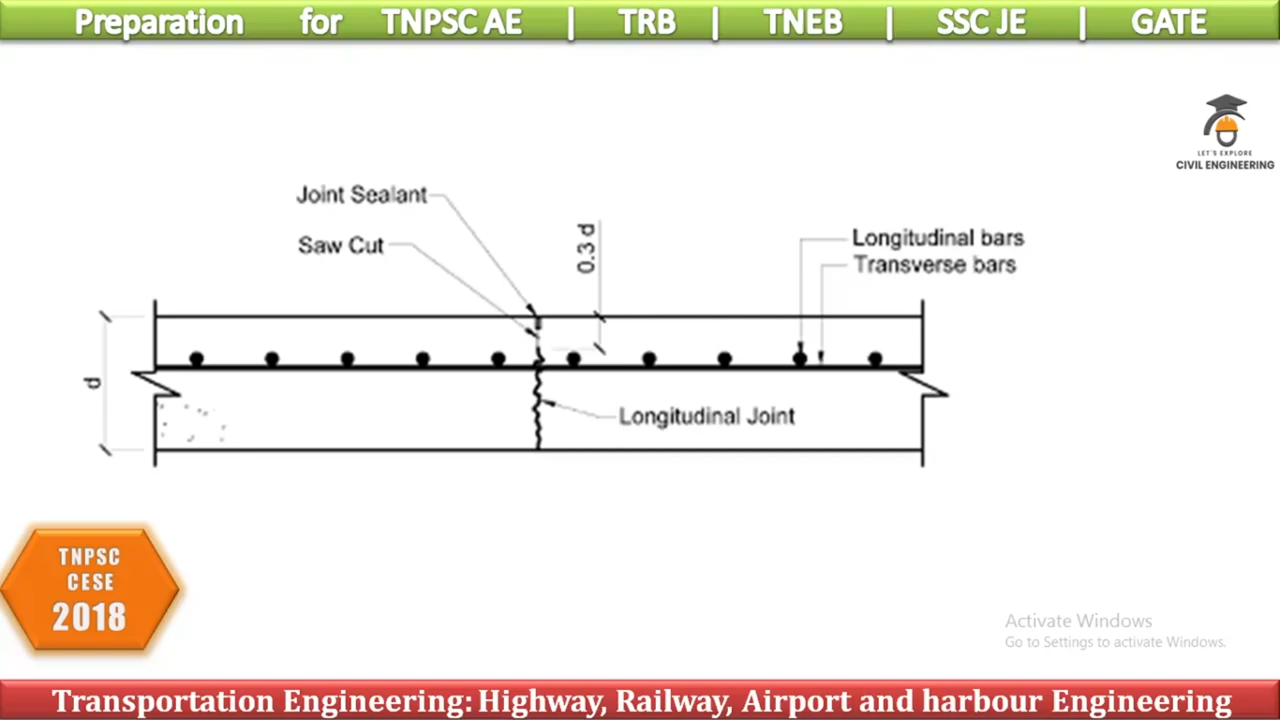 Preparation for TNPSC AE | TRB | TNEB | SSC JE | GATE
LET'S EXPLORE
CIVIL ENGINEERING
Joint Sealant
Saw Cut
0.3 d
Longitudinal bars
Transverse bars
d
Longitudinal Joint
TNPSC
CESE
2018
Activate Windows
Go to Settings to activate Windows.
Transportation Engineering: Highway, Railway, Airport and harbour Engineering